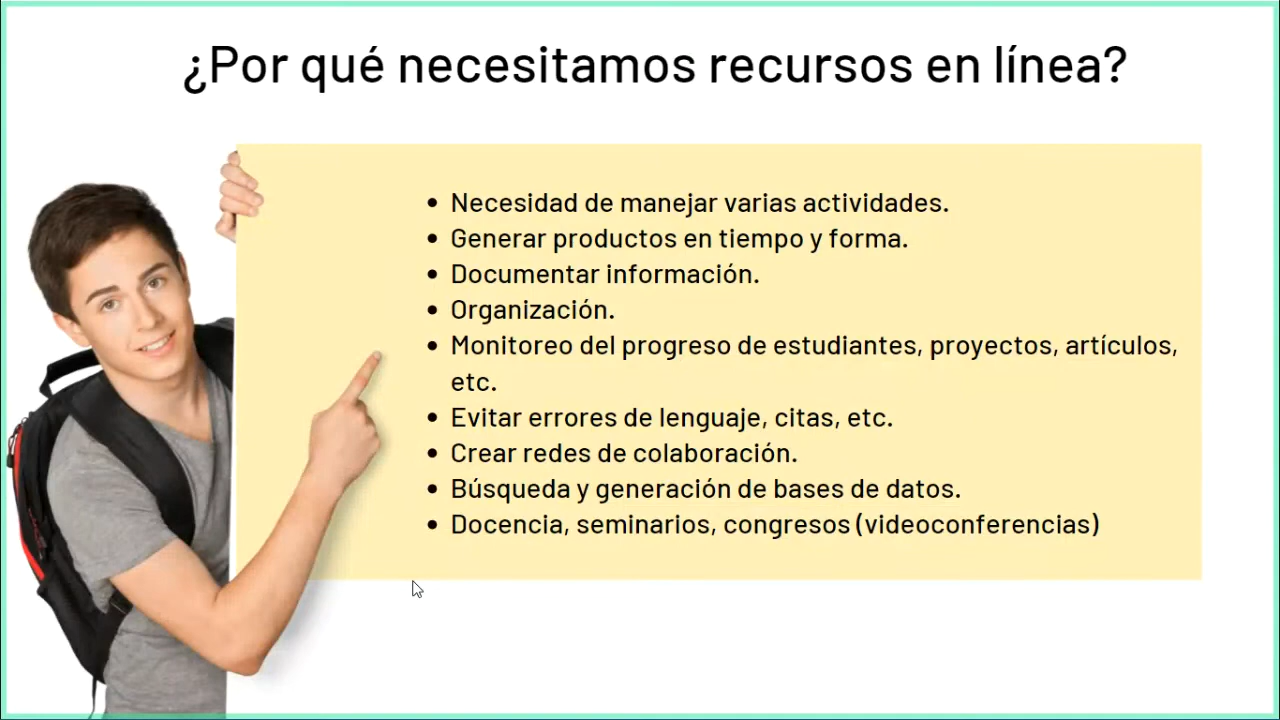 ¿Por qué necesitamos recursos en línea?
• Necesidad de manejar varias actividades.
• Generar productos en tiempo y forma.
• Documentar información.
• Organización.
• Monitoreo del progreso de estudiantes, proyectos, artículos,
etc.
• Evitar errores de lenguaje, citas, etc.
• Crear redes de colaboración.
• Búsqueda y generación de bases de datos.
• Docencia, seminarios, congresos (videoconferencias)